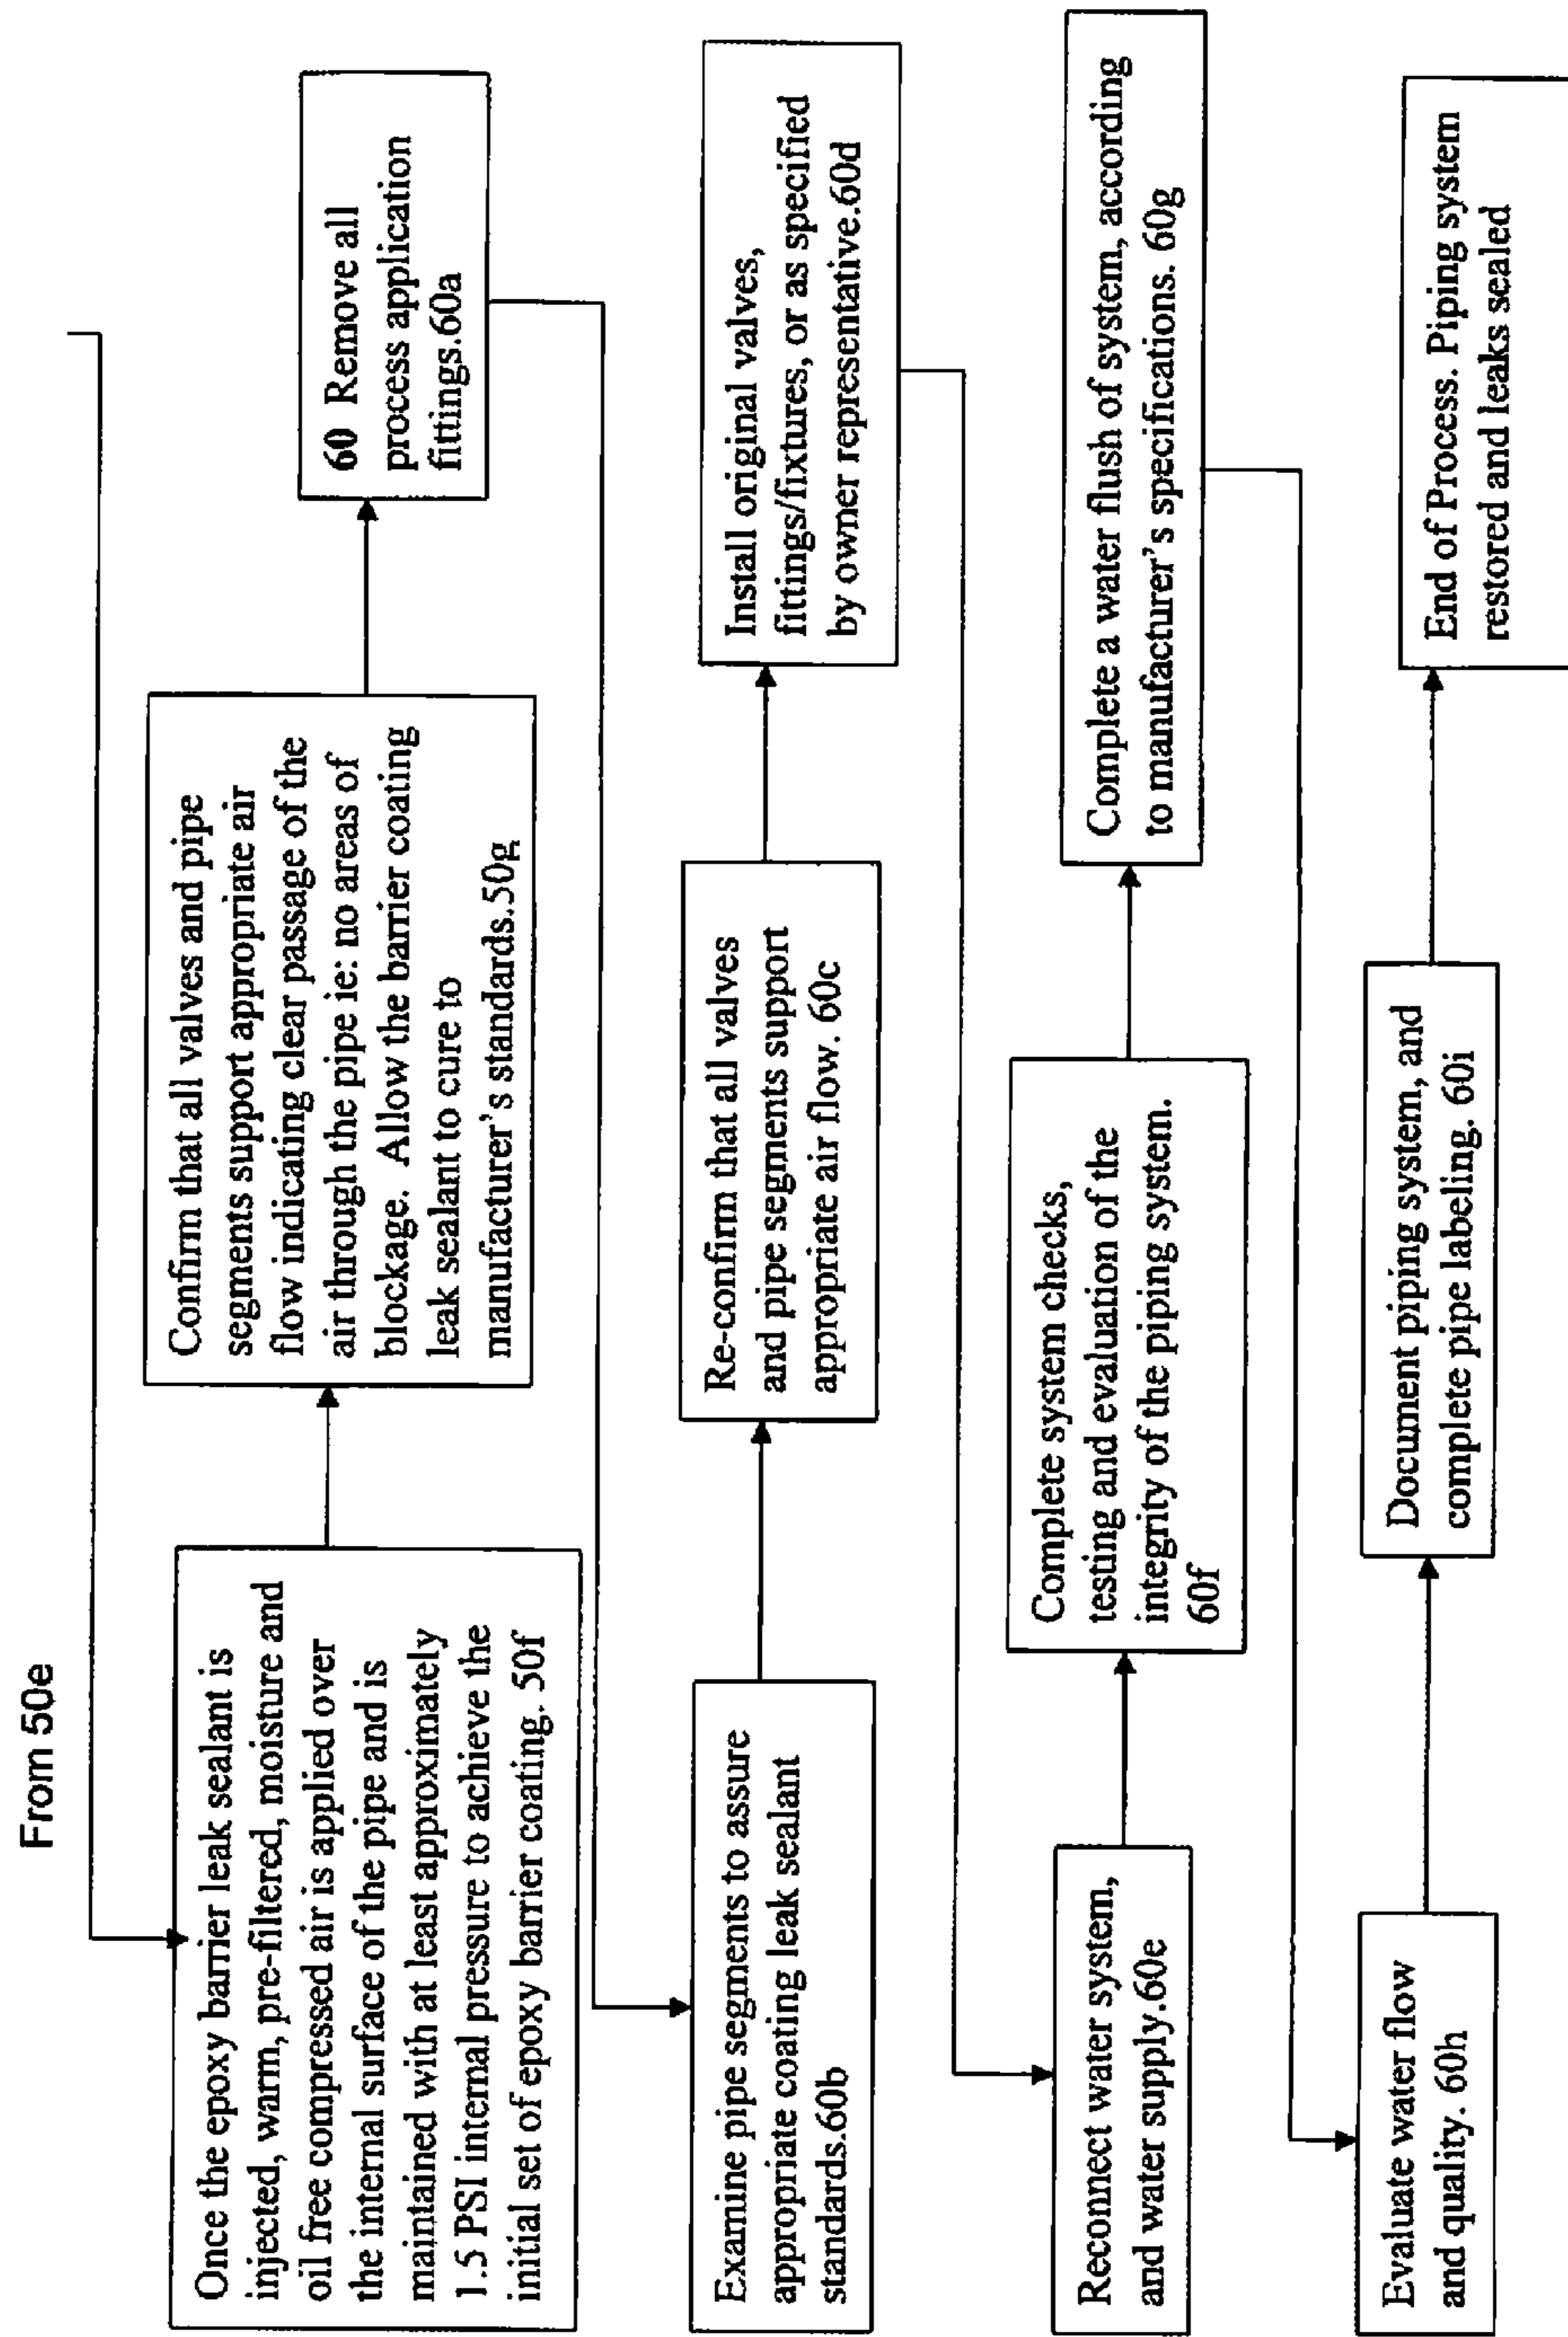 From 50e
Once the epoxy barrier leak sealant is
injected, warm, pre-filtered, moisture and
oil free compressed air is applied over
the internal surface of the pipe and is
maintained with at least approximately
1.5 PSI internal pressure to achieve the
initial set of epoxy barrier coating. 50f
Confirm that all valves and pipe
segments support appropriate air
flow indicating clear passage of the
air through the pipe ie: no areas of
blockage. Allow the barrier coating
leak sealant to cure to
manufacturer's standards.50g
60 Remove all
process application
fittings.60a
Examine pipe segments to assure
appropriate coating leak sealant
standards.60b
Re-confirm that all valves
and pipe segments support
appropriate air flow. 60c
Install original valves,
fittings/fixtures, or as specified
by owner representative.60d
Reconnect water system,
and water supply.60e
Complete system checks,
testing and evaluation of the
integrity of the piping system.
60f
Complete a water flush of system, according
to manufacturer's specifications. 60g
Evaluate water flow
and quality. 60h
Document piping system, and
complete pipe labeling. 60i
End of Process. Piping system
restored and leaks sealed